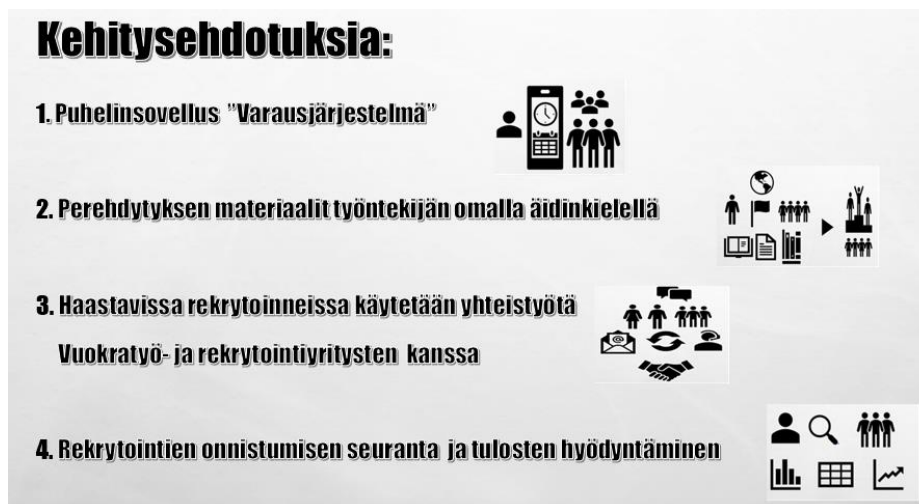 Kehitysehdotuksia:
1. Puhelinsovellus "Varausjärjestelmä"
2. Perehdytyksen materiaalit työntekijän omalla äidinkielellä
3. Haastavissa rekrytoinneissa käytetään yhteistyötä
Vuokratyö- ja rekrytointiyritysten kanssa
4. Rekrytointien onnistumisen seuranta ja tulosten hyödyntäminen